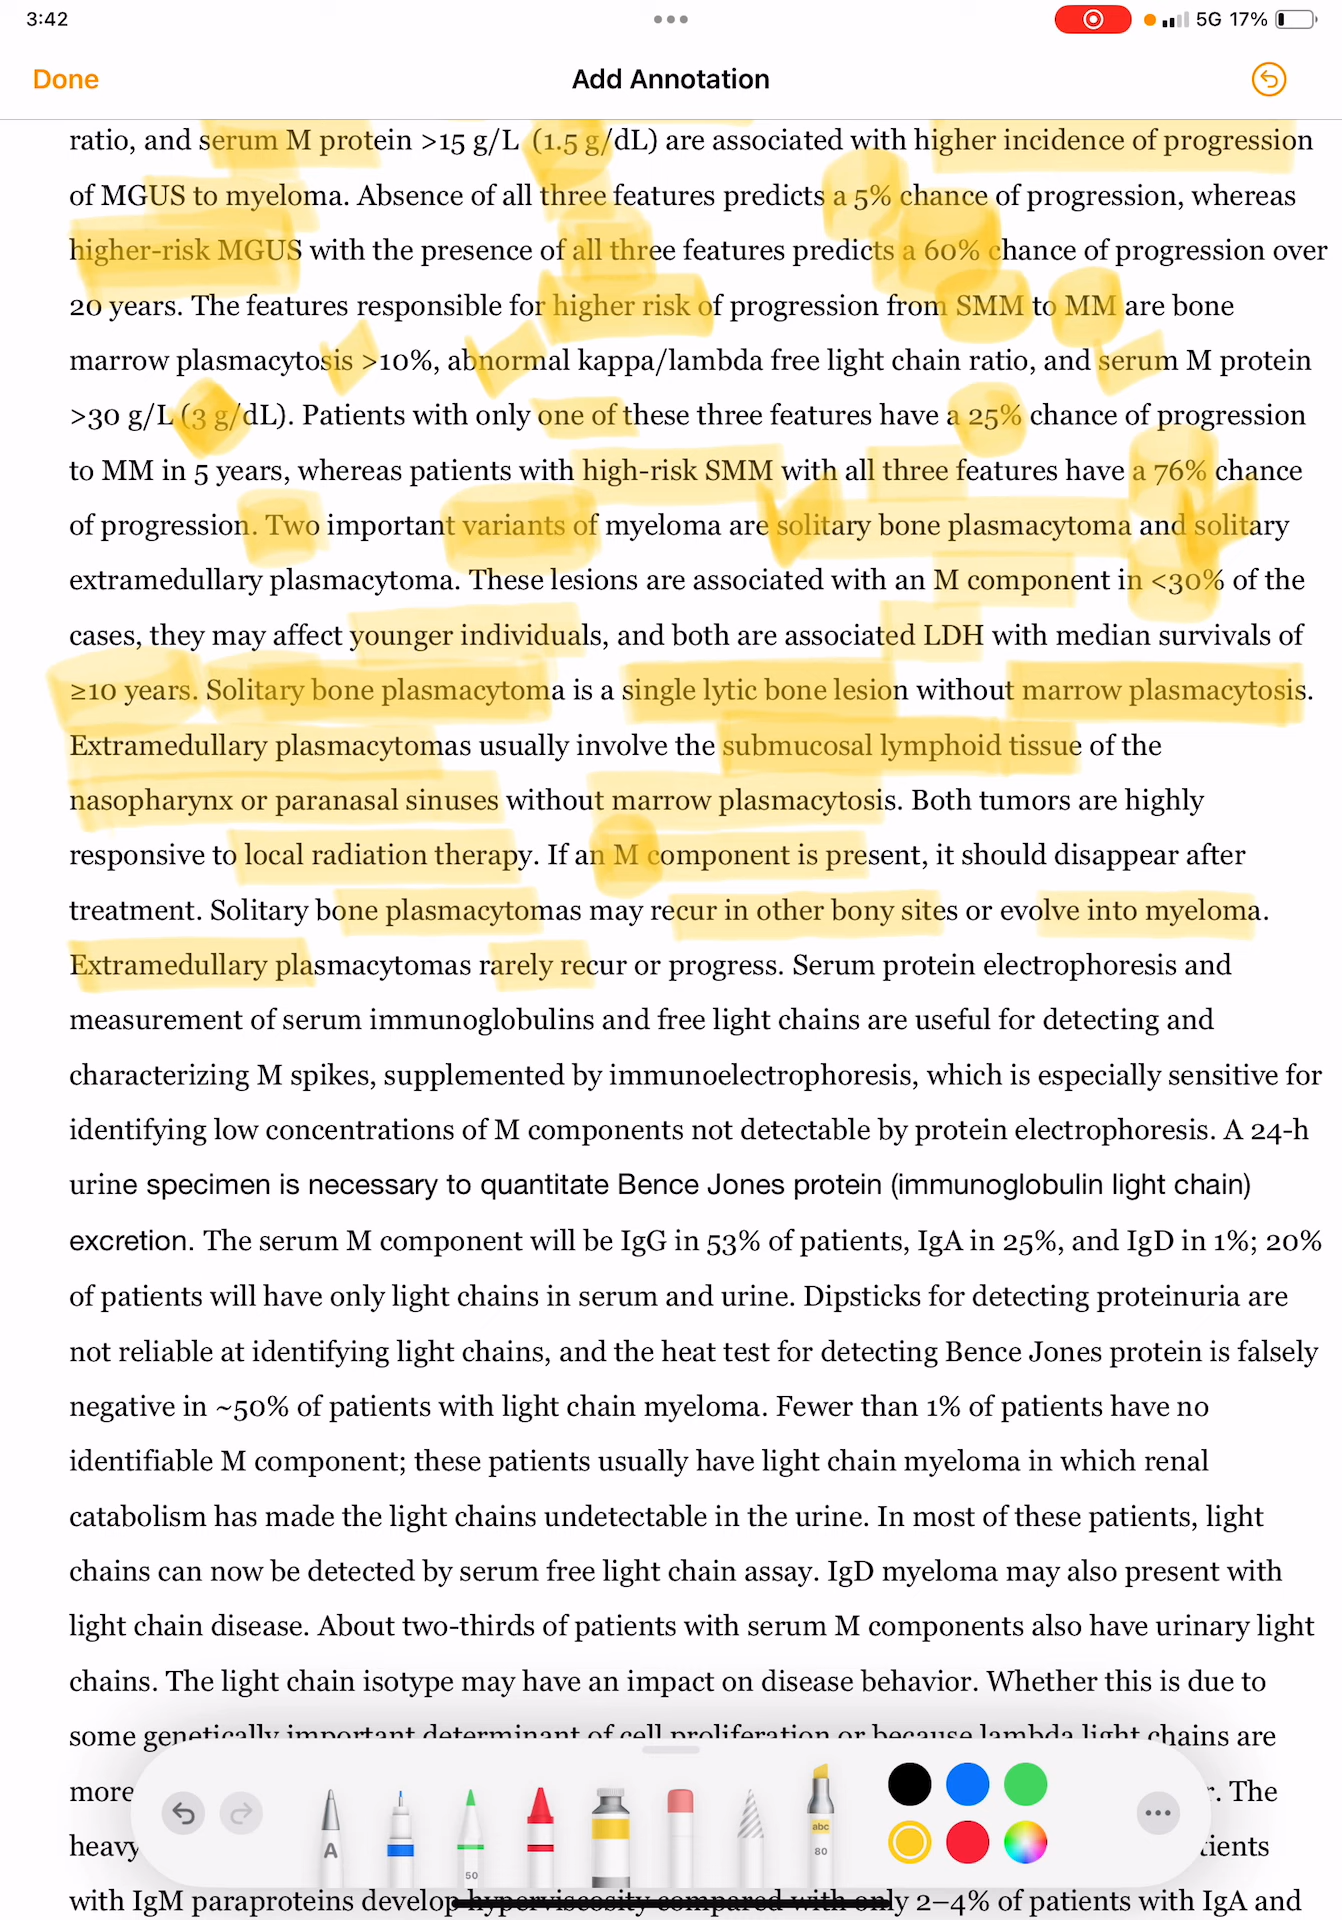 3:42
5G 17%
Done
Add Annotation
ratio, and serum M protein >15 g/L (1.5 g/dL) are associated with higher incidence of progression
of MGUS to myeloma. Absence of all three features predicts a 5% chance of progression, whereas
higher-risk MGUS with the presence of all three features predicts a 60% chance of progression over
20 years. The features responsible for higher risk of progression from SMM to MM are bone
marrow plasmacytosis >10%, abnormal kappa/lambda free light chain ratio, and serum M protein
>30 g/L (3 g/dL). Patients with only one of these three features have a 25% chance of progression
to MM in 5 years, whereas patients with high-risk SMM with all three features have a 76% chance
of progression. Two important variants of myeloma are solitary bone plasmacytoma and solitary
extramedullary plasmacytoma. These lesions are associated with an M component in <30% of the
cases, they may affect younger individuals, and both are associated LDH with median survivals of
≥10 years. Solitary bone plasmacytoma is a single lytic bone lesion without marrow plasmacytosis.
Extramedullary plasmacytomas usually involve the submucosal lymphoid tissue of the
nasopharynx or paranasal sinuses without marrow plasmacytosis. Both tumors are highly
responsive to local radiation therapy. If an M component is present, it should disappear after
treatment. Solitary bone plasmacytomas may recur in other bony sites or evolve into myeloma.
Extramedullary plasmacytomas rarely recur or progress. Serum protein electrophoresis and
measurement of serum immunoglobulins and free light chains are useful for detecting and
characterizing M spikes, supplemented by immunoelectrophoresis, which is especially sensitive for
identifying low concentrations of M components not detectable by protein electrophoresis. A 24-h
urine specimen is necessary to quantitate Bence Jones protein (immunoglobulin light chain)
excretion. The serum M component will be IgG in 53% of patients, IgA in 25%, and IgD in 1%; 20%
of patients will have only light chains in serum and urine. Dipsticks for detecting proteinuria are
not reliable at identifying light chains, and the heat test for detecting Bence Jones protein is falsely
negative in ~50% of patients with light chain myeloma. Fewer than 1% of patients have no
identifiable M component; these patients usually have light chain myeloma in which renal
catabolism has made the light chains undetectable in the urine. In most of these patients, light
chains can now be detected by serum free light chain assay. IgD myeloma may also present with
light chain disease. About two-thirds of patients with serum M components also have urinary light
chains. The light chain isotype may have an impact on disease behavior. Whether this is due to
some genetically important determinant of cell proliferation or because lambda light chains are
more The
heavy
with IgM paraproteins develop hyperviscosity compared with only 2–4% of patients with IgA and
A
50
abc
80